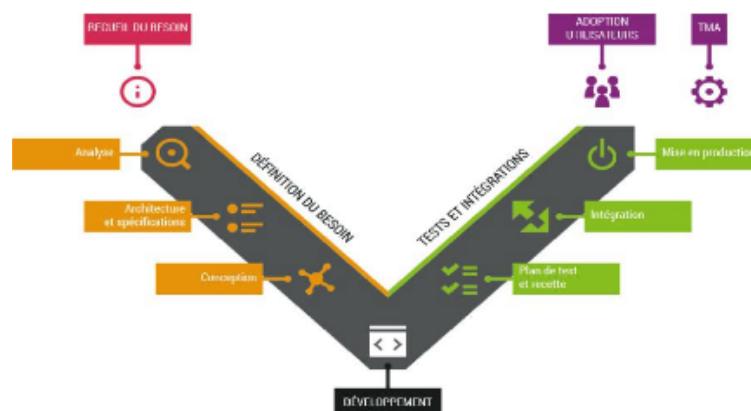 RECUEIL DU BESOIN
ADOPTION
UTILISATEURS
TMA
Analyse
Architecture
et spécifications
Conception
DÉFINITION DU BESOIN
DÉVELOPPEMENT
TESTS ET INTÉGRATIONS
Mise en production
Intégration
Plan de test
et recette